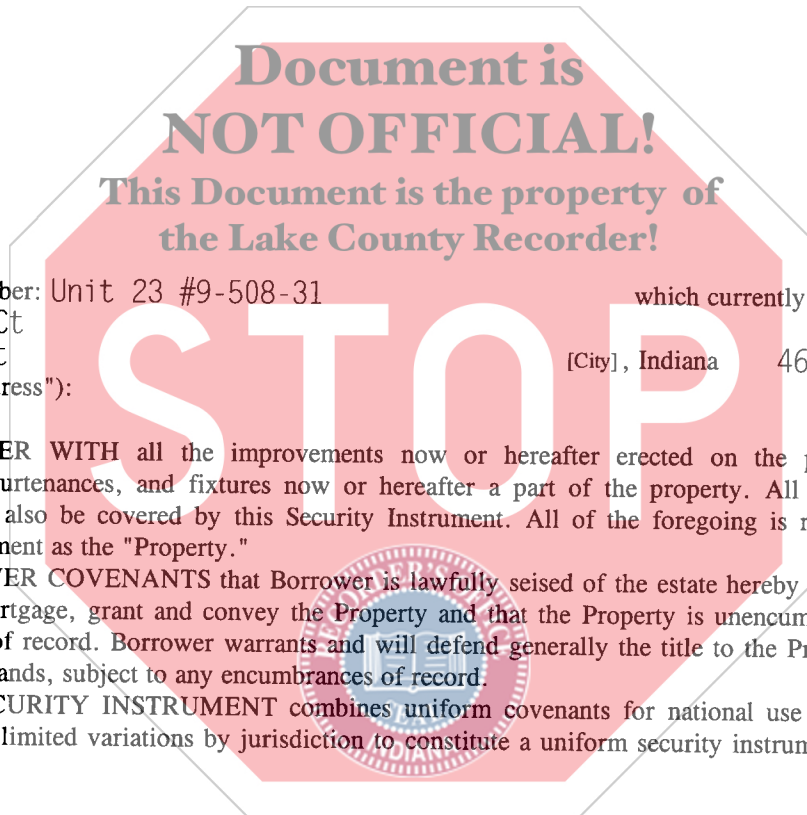 Document is
NOT OFFICIAL!
This Document is the property of
the Lake County Recorder!
ber: Unit 23 #9-508-31 which currently
Ct
[City], Indiana 46
ress"):
STOP
ER WITH all the improvements now or hereafter erected on the
urtenances, and fixtures now or hereafter a part of the property. All
also be covered by this Security Instrument. All of the foregoing is
ment as the "Property."
ER COVENANTS that Borrower is lawfully seised of the estate hereby
rtgage, grant and convey the Property and that the Property is unencum
of record. Borrower warrants and will defend generally the title to the Pr
ands, subject to any encumbrances of record.
CURITY INSTRUMENT combines uniform covenants for national use
limited variations by jurisdiction to constitute a uniform security instrum
SEAL
INDIANA